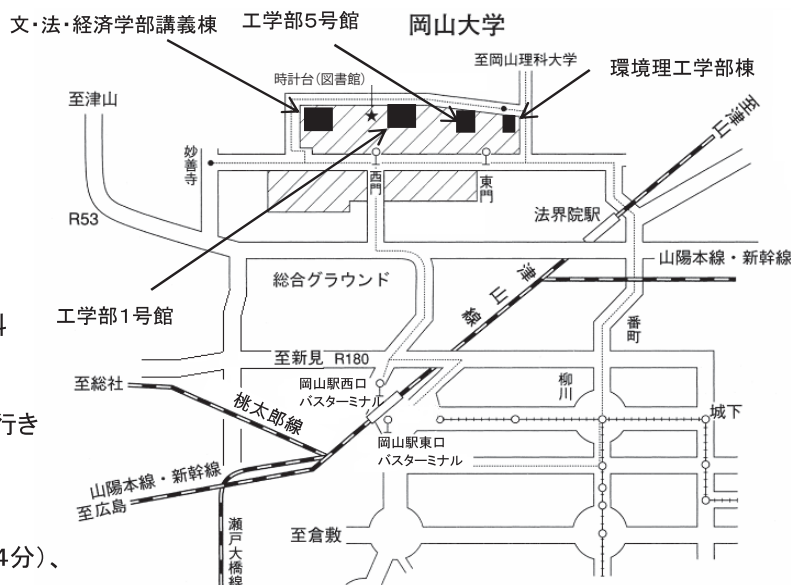 文・法・経済学部講義棟
工学部5号館
岡山大学
至岡山理科大学
環境理工学部棟
時計台(図書館)
至津山
至津山
妙善寺
西門
東門
法界院駅
R53
山陽本線・新幹線
総合グラウンド
津山線
工学部1号館
番町
至新見 R180
至総社
岡山駅西口
バスターミナル
柳川
城下
桃太郎線
行き
岡山駅東口
バスターミナル
山陽本線・新幹線
至広島
瀬戸大橋線
至倉敷
4分)、